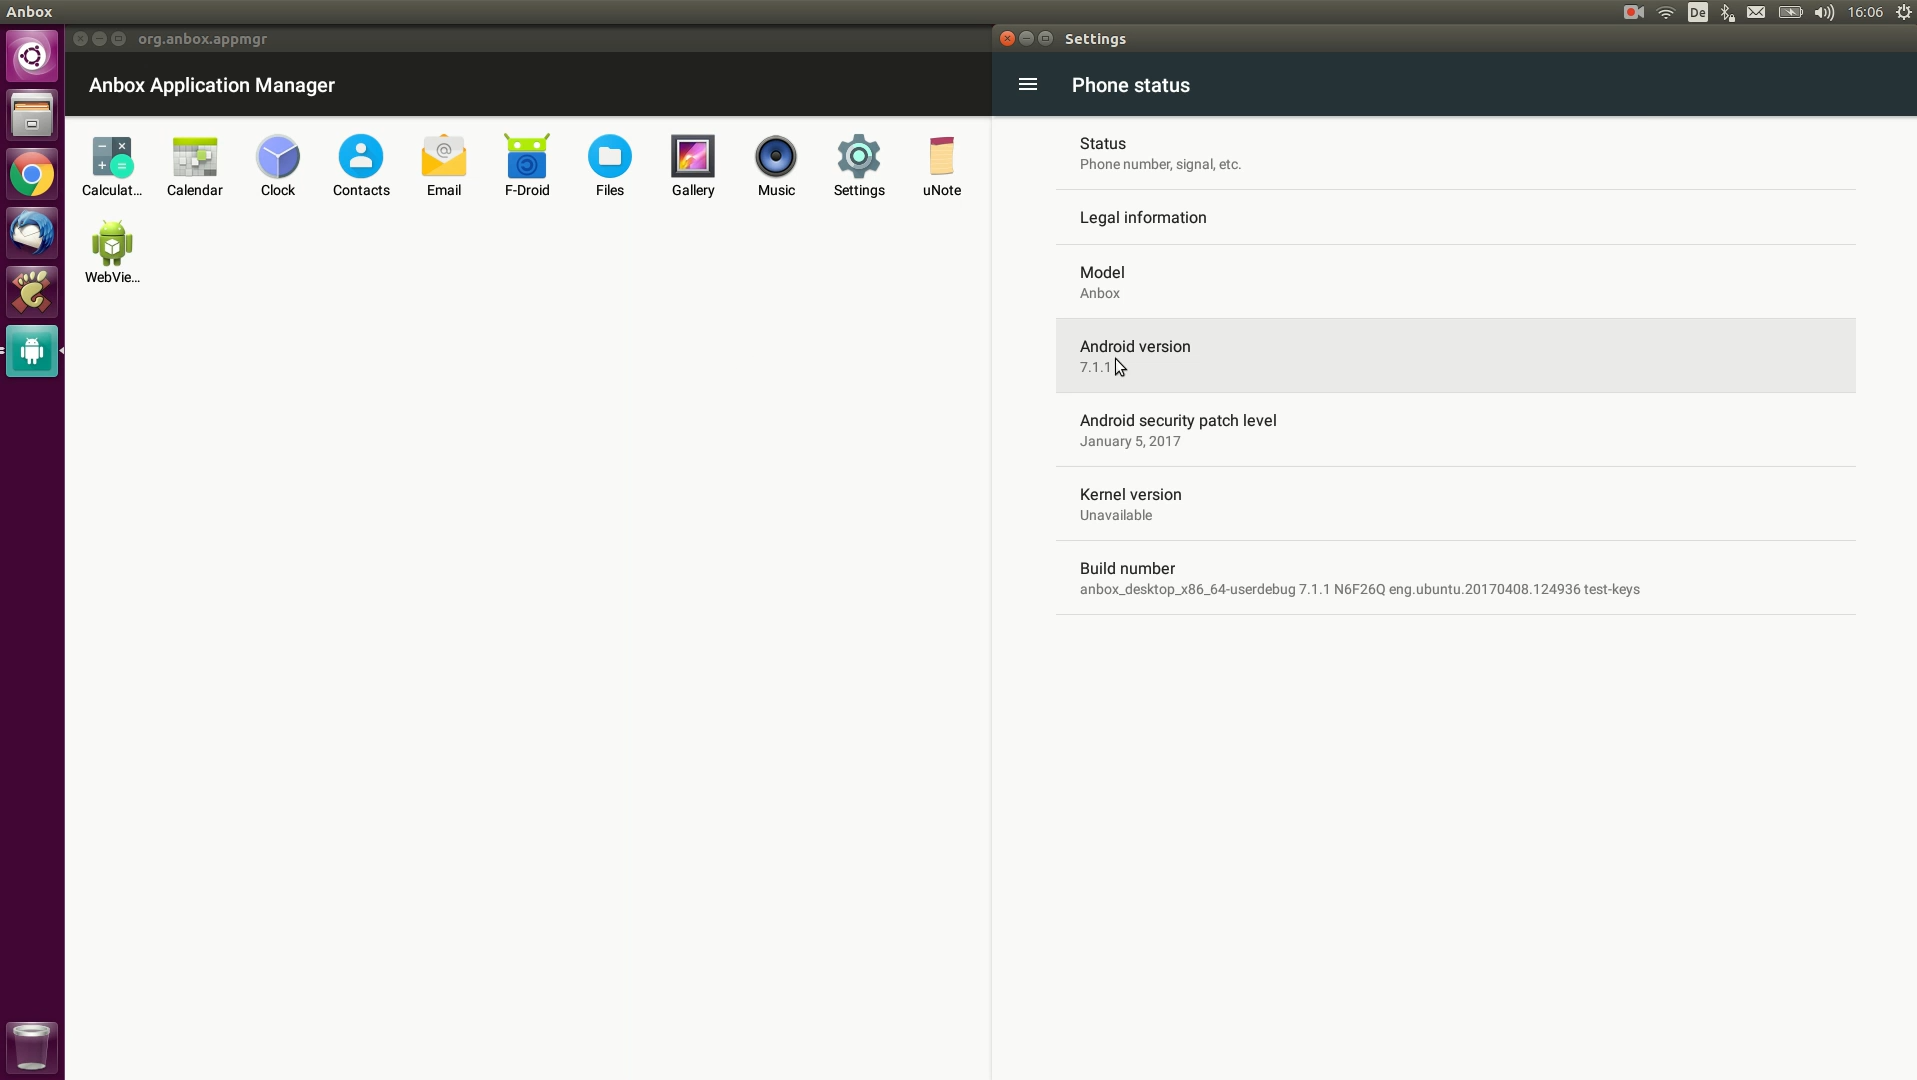 Anbox
De
16:06
org.anbox.appmgr
Anbox Application Manager
Calculat...
Calendar
Clock
Contacts
Email
F-Droid
Files
Gallery
Music
Settings
uNote
WebVie...
Settings
Phone status
Status
Phone number, signal, etc.
Legal information
Model
Anbox
Android version
7.1.1
Android security patch level
January 5, 2017
Kernel version
Unavailable
Build number
anbox_desktop_x86_64-userdebug 7.1.1 N6F26Q eng.ubuntu.20170408.124936 test-keys